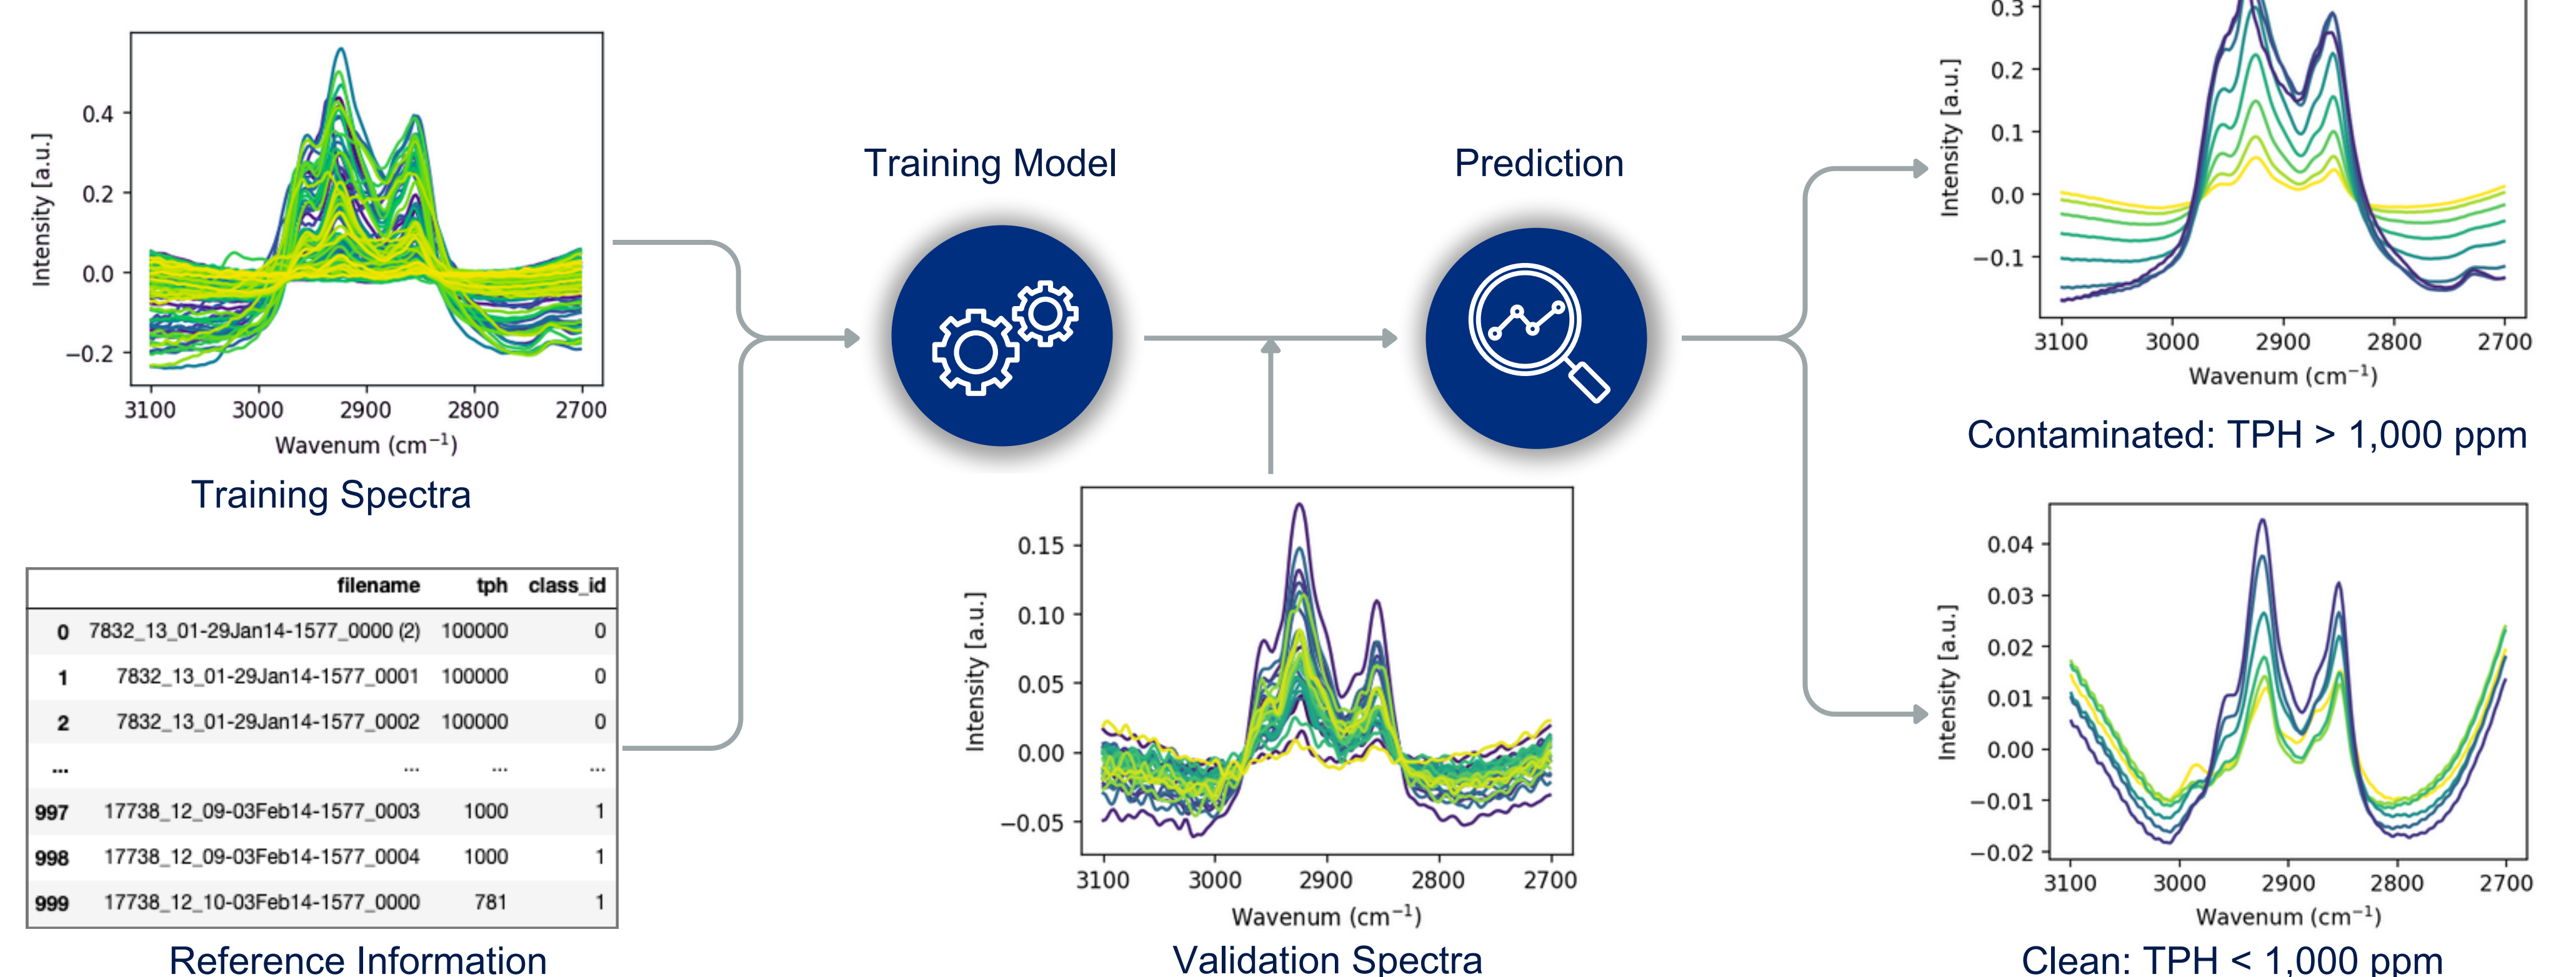 Intensity [a.u.]
0.4
0.2
0.0
−0.2
3100 3000 2900 2800 2700
Wavenum (cm⁻¹)
Training Spectra
filename tph class_id
0 7832_13_01-29Jan14-1577_0000 (2) 100000 0
1 7832_13_01-29Jan14-1577_0001 100000 0
2 7832_13_01-29Jan14-1577_0002 100000 0
... ... ... ...
997 17738_12_09-03Feb14-1577_0003 1000 1
998 17738_12_09-03Feb14-1577_0004 1000 1
999 17738_12_10-03Feb14-1577_0000 781 1
Reference Information
Training Model
Prediction
Intensity [a.u.]
0.15
0.10
0.05
0.00
−0.05
3100 3000 2900 2800 2700
Wavenum (cm⁻¹)
Validation Spectra
Intensity [a.u.]
0.3
0.2
0.1
0.0
−0.1
3100 3000 2900 2800 2700
Wavenum (cm⁻¹)
Contaminated: TPH > 1,000 ppm
Intensity [a.u.]
0.04
0.03
0.02
0.01
0.00
−0.01
−0.02
3100 3000 2900 2800 2700
Wavenum (cm⁻¹)
Clean: TPH < 1,000 ppm